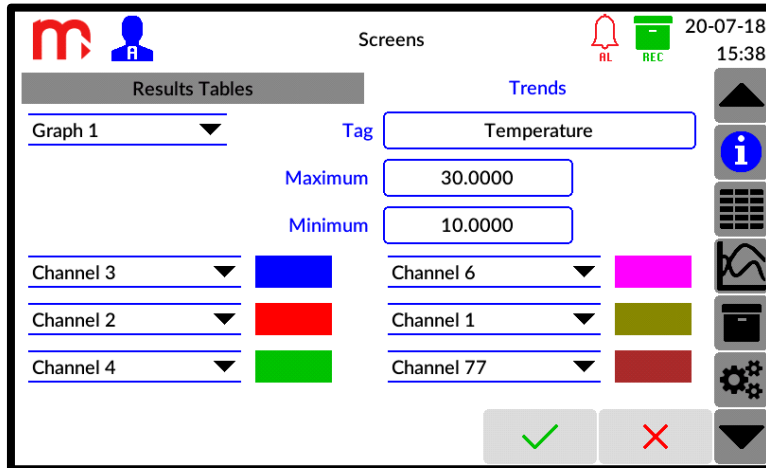 m
A
Screens
AL
REC
20-07-18
15:38
Results Tables
Trends
Graph 1
Tag
Temperature
i
Maximum
30.0000
Minimum
10.0000
Channel 3
Channel 6
Channel 2
Channel 1
Channel 4
Channel 77